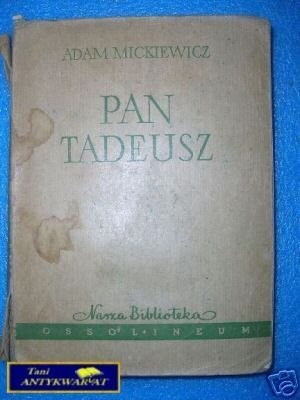 ADAM MICKIEWICZ
PAN
TADEUSZ
Nasza Biblioteka
OSSOLINEUM
Tani
ANTYKWARIAT